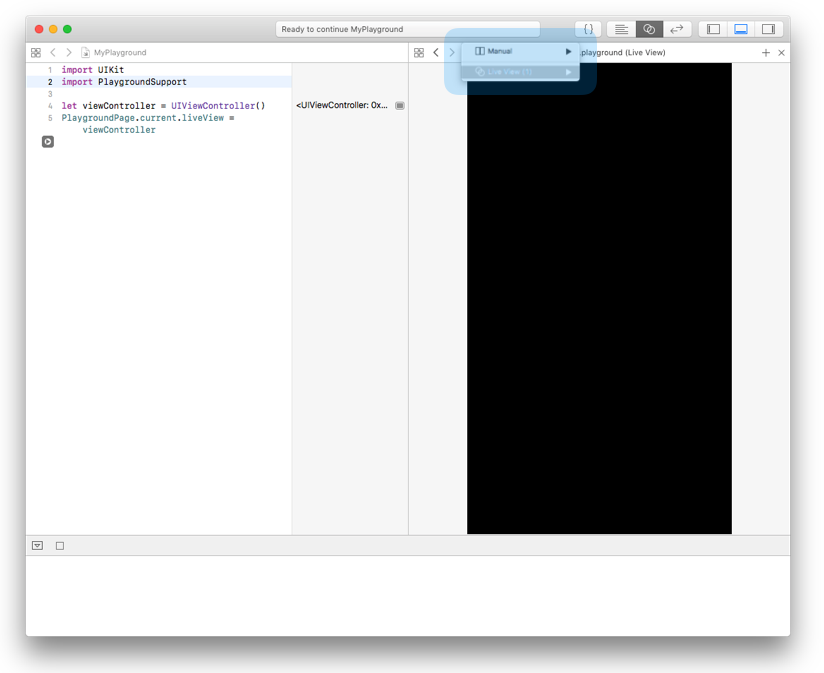 Ready to continue MyPlayground
{ }
MyPlayground
Manual
.playground (Live View)
Live View (1)
1 import UIKit
2 import PlaygroundSupport
3
4 let viewController = UIViewController()
<UIViewController: 0x...
5 PlaygroundPage.current.liveView =
viewController